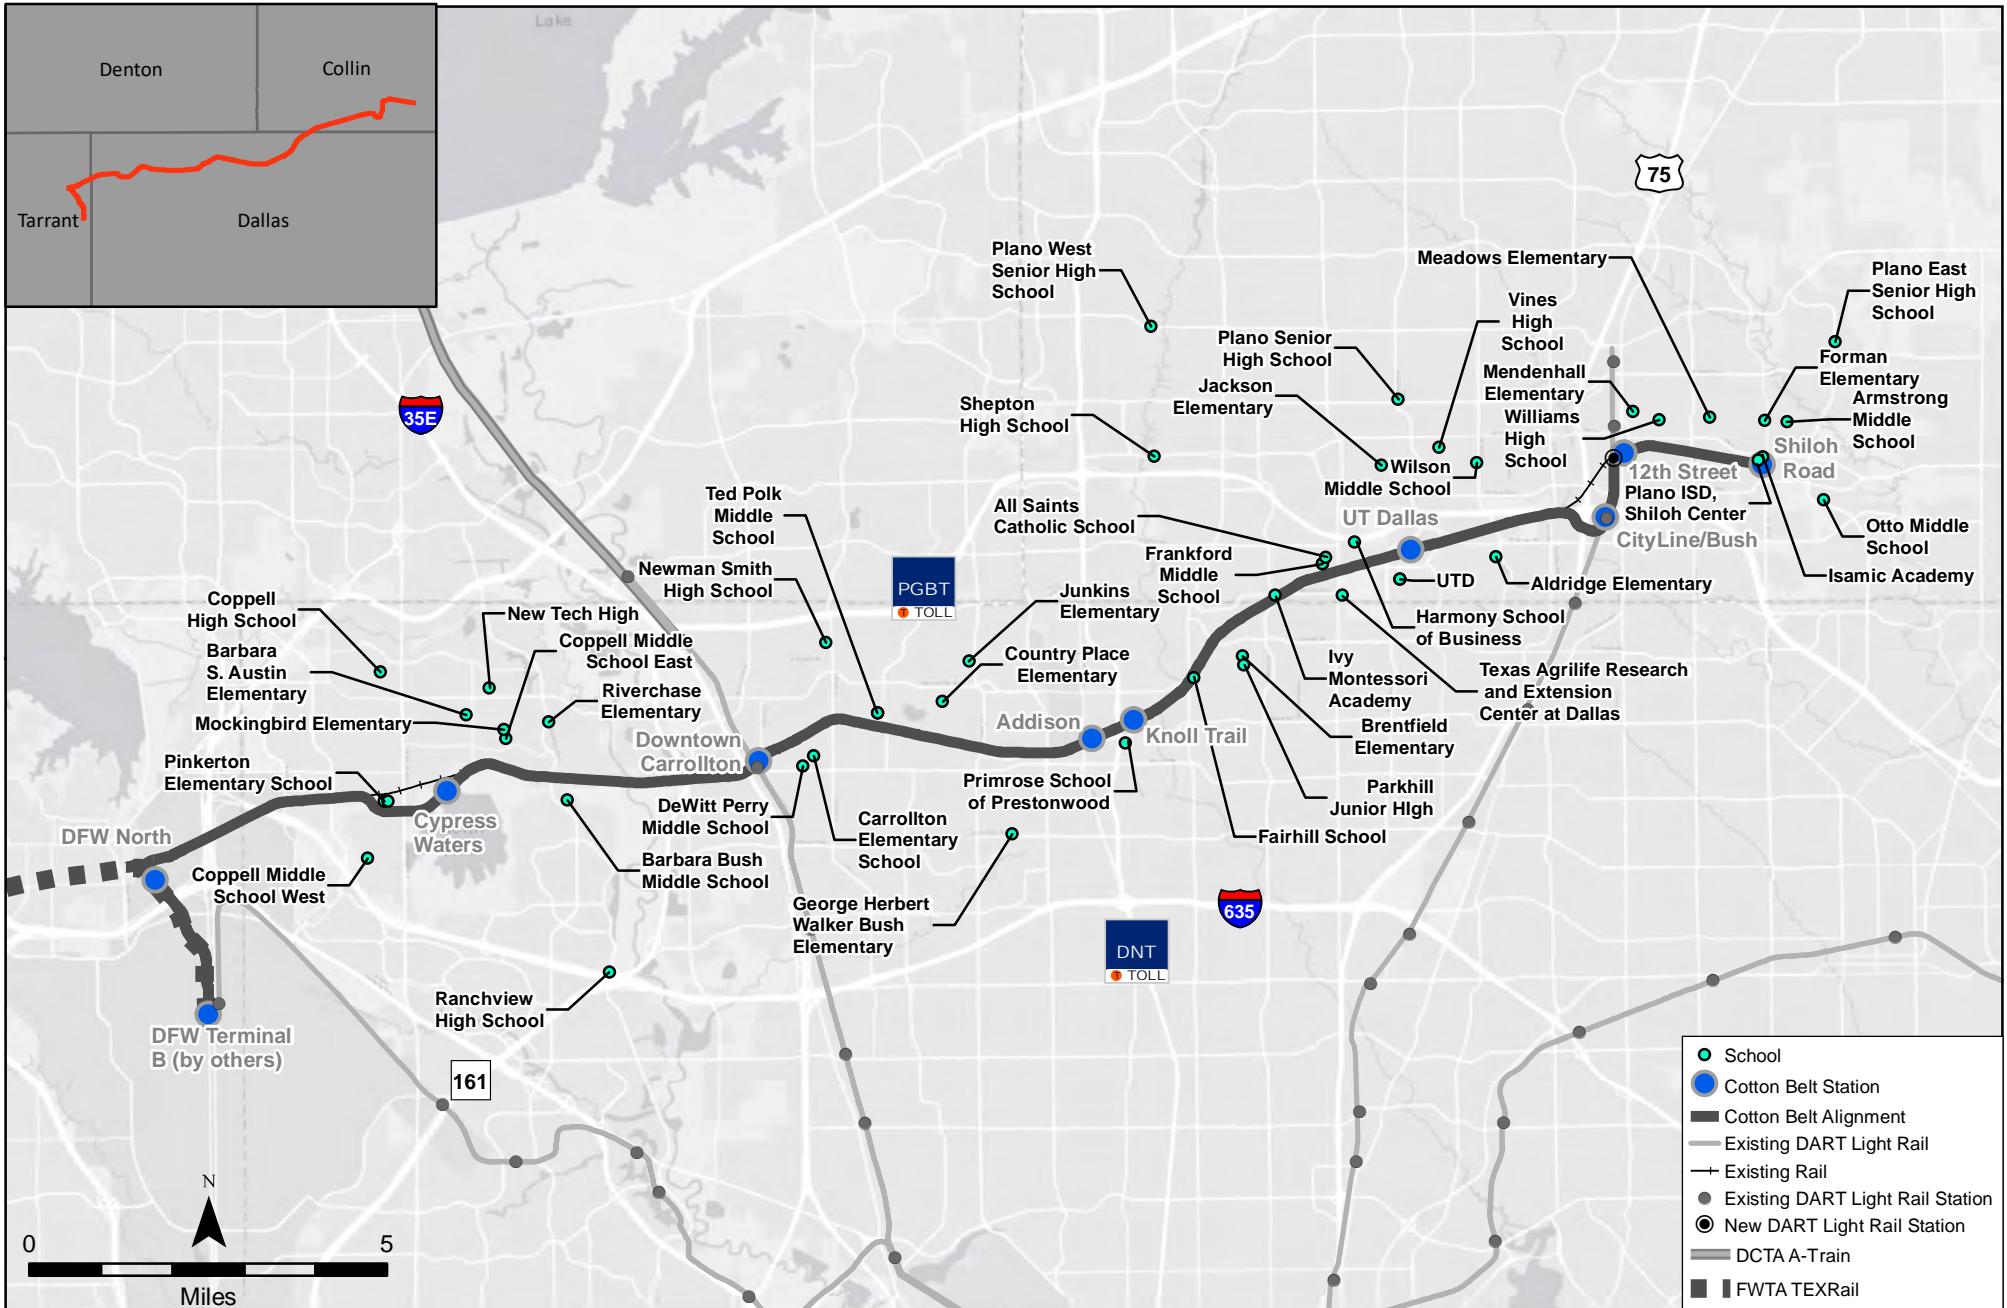 Lake
Denton
Collin
Tarrant
Dallas
75
35E
Plano West
Senior High
School
Meadows Elementary
Plano East
Senior High
School
Vines
High
School
Plano Senior
High School
Forman
Elementary
Mendenhall
Elementary
Jackson
Elementary
Armstrong
Middle
School
Shepton
High School
Williams
High
School
Shiloh
Road
Wilson
Middle School
12th Street
Plano ISD,
Shiloh Center
Ted Polk
Middle
School
All Saints
Catholic School
UT Dallas
CityLine/Bush
Otto Middle
School
Newman Smith
High School
PGBT
T TOLL
Frankford
Middle
School
UTD
Aldridge Elementary
Isamic Academy
Coppell
High School
New Tech High
Junkins
Elementary
Harmony School
of Business
Barbara
S. Austin
Elementary
Coppell Middle
School East
Country Place
Elementary
Ivy
Montessori
Academy
Texas Agrilife Research
and Extension
Center at Dallas
Mockingbird Elementary
Riverchase
Elementary
Downtown
Carrollton
Addison
Knoll Trail
Brentfield
Elementary
Pinkerton
Elementary School
Primrose School
of Prestonwood
Parkhill
Junior HIgh
DFW North
Cypress
Waters
DeWitt Perry
Middle School
Carrollton
Elementary
School
Fairhill School
Coppell Middle
School West
Barbara Bush
Middle School
George Herbert
Walker Bush
Elementary
635
DNT
T TOLL
Ranchview
High School
DFW Terminal
B (by others)
161
N
0
5
Miles
School
Cotton Belt Station
Cotton Belt Alignment
Existing DART Light Rail
Existing Rail
Existing DART Light Rail Station
New DART Light Rail Station
DCTA A-Train
FWTA TEXRail